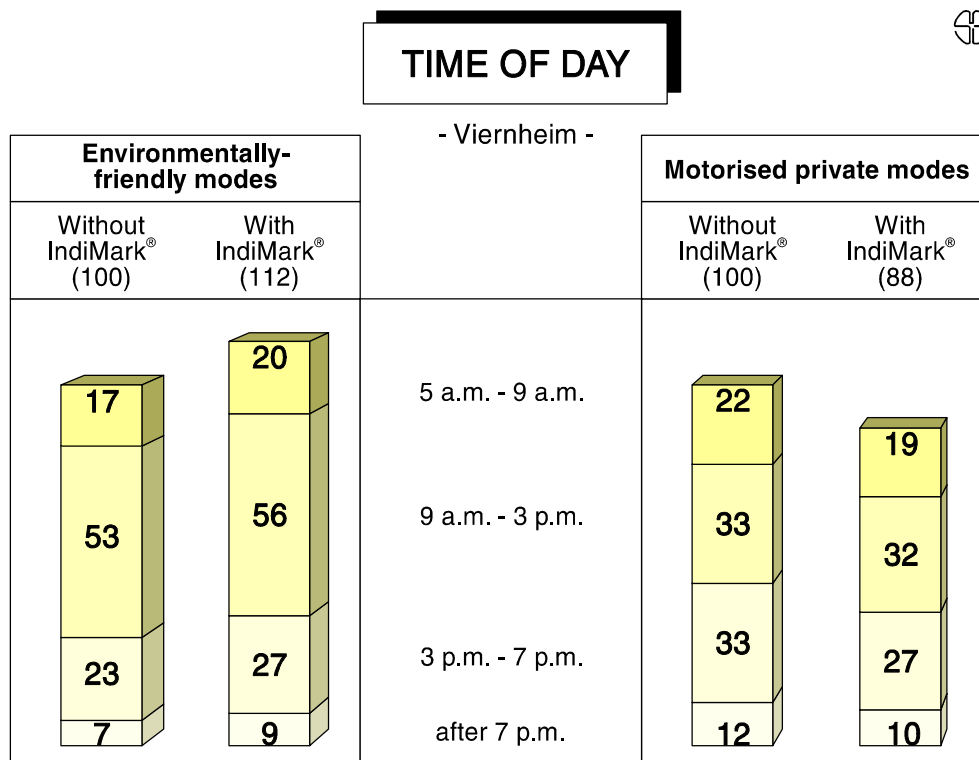 TIME OF DAY
- Viernheim -
Environmentally-
friendly modes
Motorised private modes
Without
IndiMark®
(100)
With
IndiMark®
(112)
Without
IndiMark®
(100)
With
IndiMark®
(88)
17
20
5 a.m. - 9 a.m.
22
19
53
56
9 a.m. - 3 p.m.
33
32
23
27
3 p.m. - 7 p.m.
33
27
7
9
after 7 p.m.
12
10